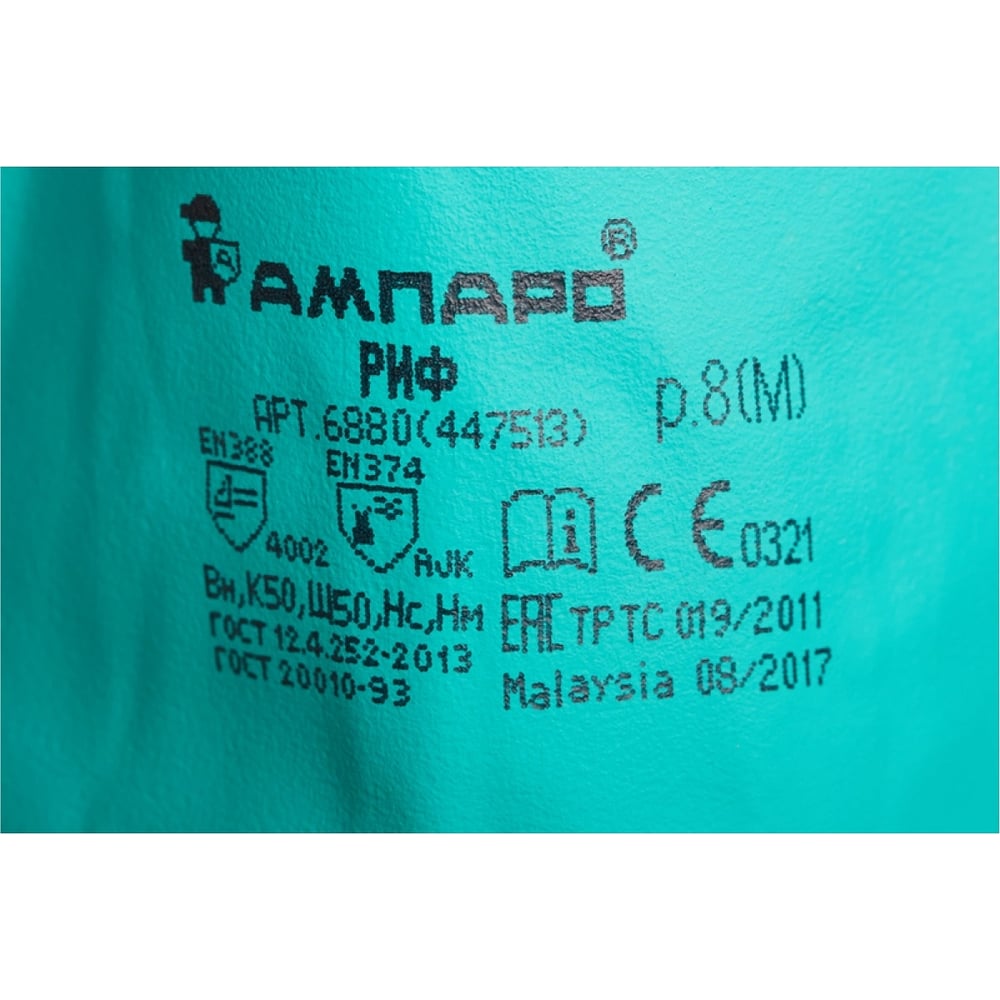 АМПАРО®
РИФ
АРТ.6880(447513)
р.8(М)
EN388
4002
EN374
AJK
i
CE 0321
Вн,К50,Щ50,Нс,Нм
ГОСТ 12.4.252-2013
ГОСТ 20010-93
EAC ТР ТС 019/2011
Malaysia 08/2017